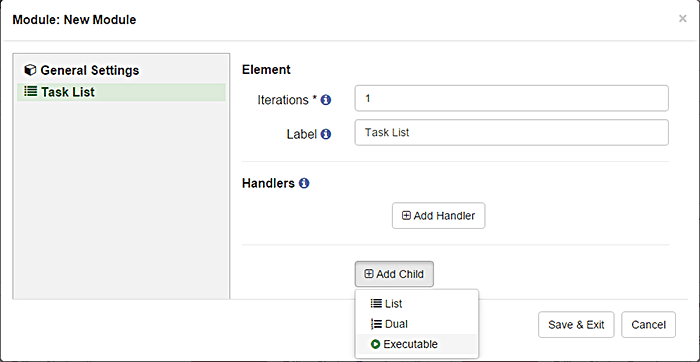 Module: New Module ×
General Settings
Task List
Element
Iterations * 1
Label Task List
Handlers
Add Handler
Add Child
List
Dual
Executable
Save & Exit Cancel